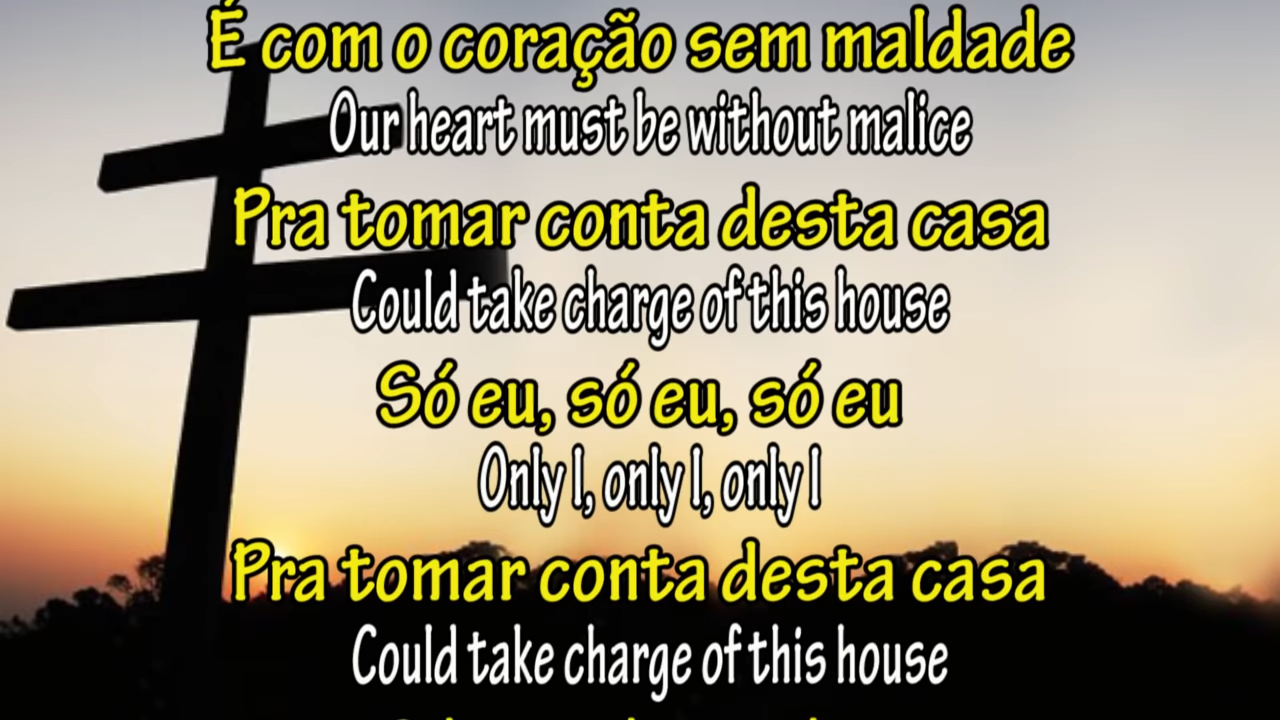 É com o coração sem maldade
Our heart must be without malice
Pra tomar conta desta casa
Could take charge of this house
Só eu, só eu, só eu
Only I, only I, only I
Pra tomar conta desta casa
Could take charge of this house